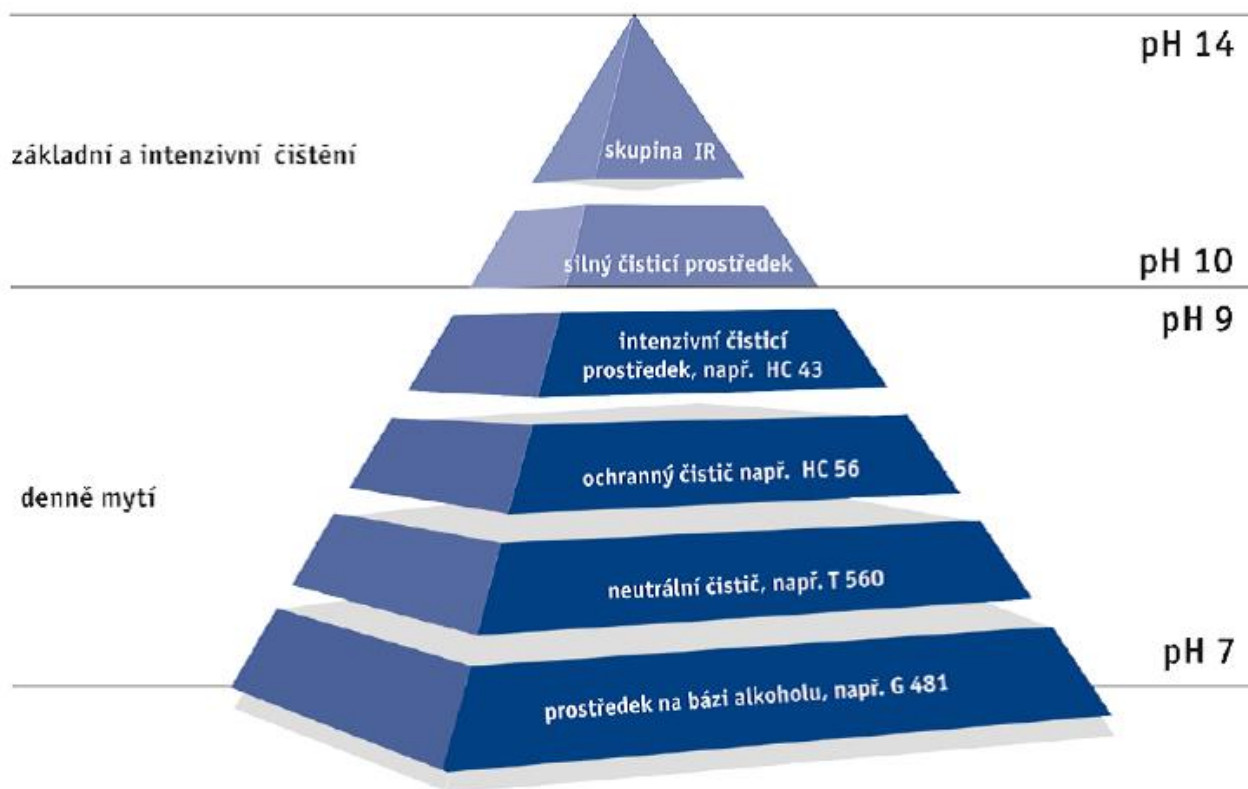 pH 14
základní a intenzivní čištění
skupina IR
silný čisticí prostředek
pH 10
pH 9
intenzivní čisticí
prostředek, např. HC 43
ochranný čistič např. HC 56
denně mytí
neutrální čistič, např. T 560
pH 7
prostředek na bázi alkoholu, např. G 481